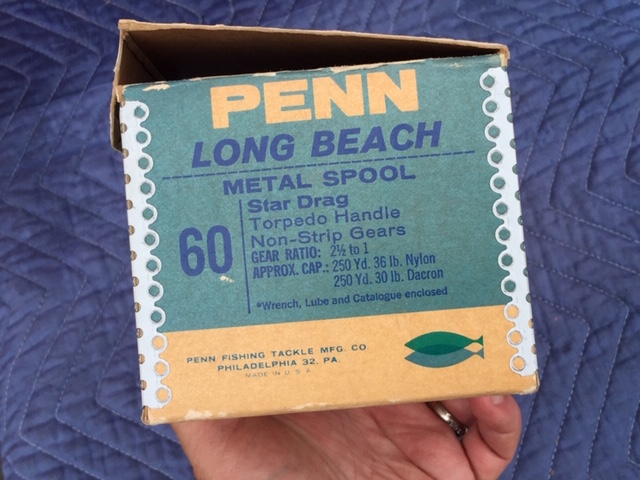 PENN
LONG BEACH
METAL SPOOL
60
Star Drag
Torpedo Handle
Non-Strip Gears
GEAR RATIO: 2½ to 1
APPROX. CAP.: 250 Yd. 36 lb. Nylon
250 Yd. 30 lb. Dacron
*Wrench, Lube and Catalogue enclosed
PENN FISHING TACKLE MFG. CO.
PHILADELPHIA 32, PA.
MADE IN U.S.A.